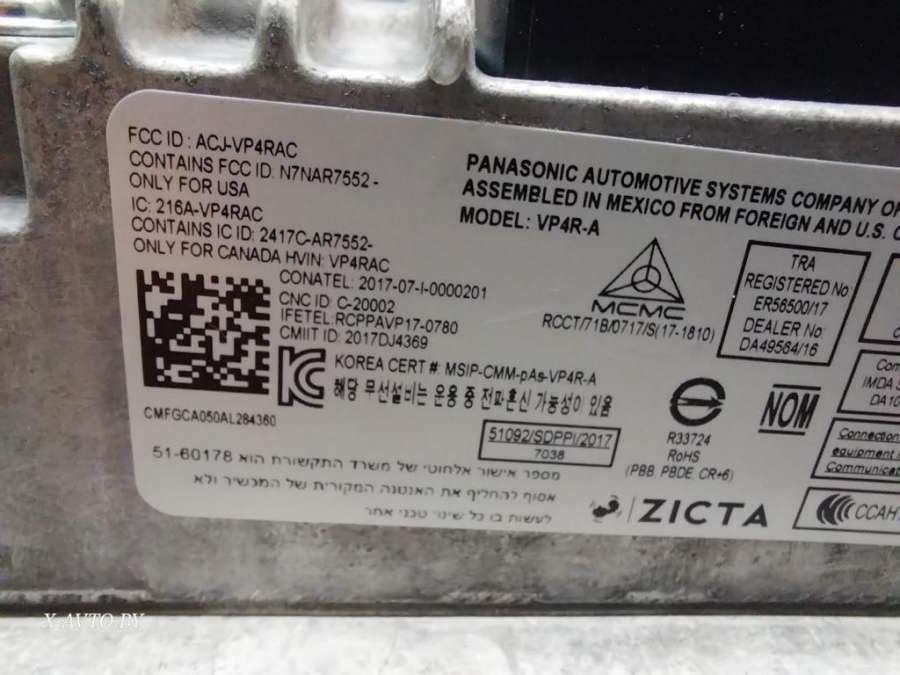 FCC ID : ACJ-VP4RAC
CONTAINS FCC ID: N7NAR7552 -
ONLY FOR USA
IC: 216A-VP4RAC
CONTAINS IC ID: 2417C-AR7552-
ONLY FOR CANADA HVIN: VP4RAC
CONATEL: 2017-07-I-0000201
CNC ID: C-20002
IFETEL:RCPPAVP17-0780
CMIIT ID: 2017DJ4369
KOREA CERT #: MSIP-CMM-pAs-VP4R-A
해당 무선설비는 운용 중 전파혼신 가능성이 있음
CMFGCA050AL284360
PANASONIC AUTOMOTIVE SYSTEMS COMPANY
ASSEMBLED IN MEXICO FROM FOREIGN AND U.S.
MODEL: VP4R-A
MCMC
RCCT/71B/0717/S(17-1810)
TRA
REGISTERED No
ER56500/17
DEALER No
DA49564/16
51092/SDPPI/2017
7038
R33724
RoHS
(PBB, PBDE, CR+6)
NOM
IMDA
DA10
Connection
equipment
51-60178 מספר אישור אלחוטי של משרד התקשורת הוא
אסור להחליף את האנטנה המקורית של המכשיר ולא
לעשות בו כל שינוי טכני אחר
ZICTA
X-AVTO.BY